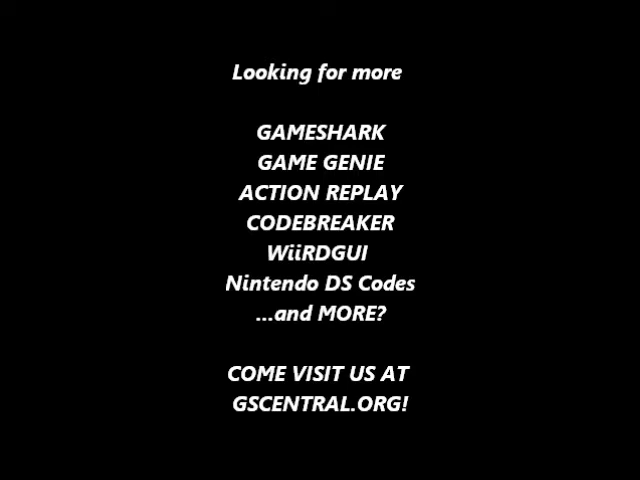 Looking for more
GAMESHARK
GAME GENIE
ACTION REPLAY
CODEBREAKER
WiiRDGUI
Nintendo DS Codes
...and MORE?
COME VISIT US AT
GSCENTRAL.ORG!